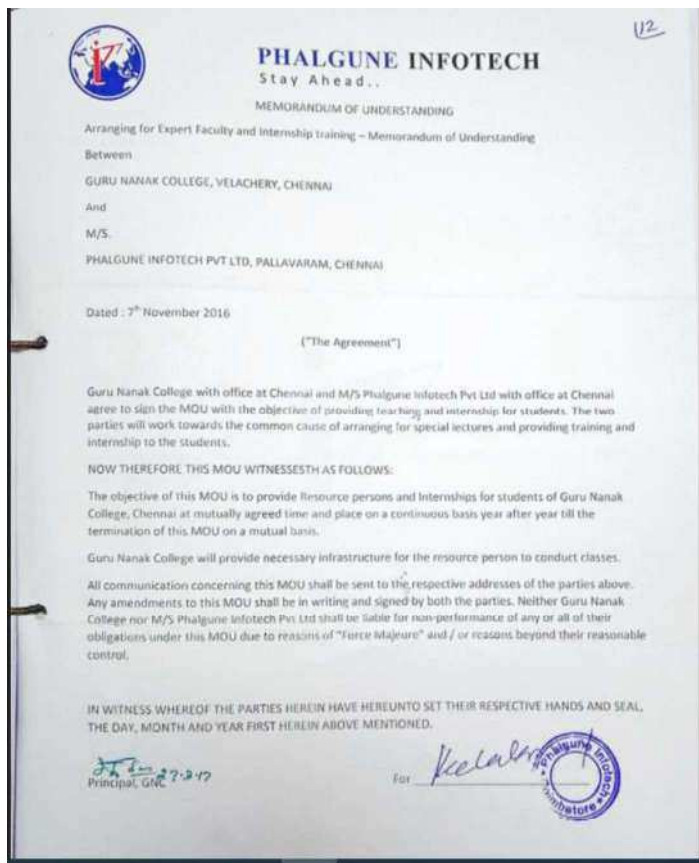 112
PHALGUNE INFOTECH
Stay Ahead..
MEMORANDUM OF UNDERSTANDING
Arranging for Expert Faculty and Internship training – Memorandum of Understanding
Between
GURU NANAK COLLEGE, VELACHERY, CHENNAI
And
M/S.
PHALGUNE INFOTECH PVT LTD, PALLAVARAM, CHENNAI
Dated : 7th November 2016
("The Agreement")
Guru Nanak College with office at Chennai and M/S Phalgune Infotech Pvt Ltd with office at Chennai
agree to sign the MOU with the objective of providing teaching and internship for students. The two
parties will work towards the common cause of arranging for special lectures and providing training and
internship to the students.
NOW THEREFORE THIS MOU WITNESSESTH AS FOLLOWS:
The objective of this MOU is to provide Resource persons and Internships for students of Guru Nanak
College, Chennai at mutually agreed time and place on a continuous basis year after year till the
termination of this MOU on a mutual basis.
Guru Nanak College will provide necessary infrastructure for the resource person to conduct classes.
All communication concerning this MOU shall be sent to the respective addresses of the parties above.
Any amendments to this MOU shall be in writing and signed by both the parties. Neither Guru Nanak
College nor M/S Phalgune Infotech Pvt Ltd shall be liable for non-performance of any or all of their
obligations under this MOU due to reasons of "Force Majeure" and / or reasons beyond their reasonable
control.
IN WITNESS WHEREOF THE PARTIES HEREIN HAVE HEREUNTO SET THEIR RESPECTIVE HANDS AND SEAL,
THE DAY, MONTH AND YEAR FIRST HEREIN ABOVE MENTIONED.
Principal, GNC
For
Phalgune Infotech
Coimbatore